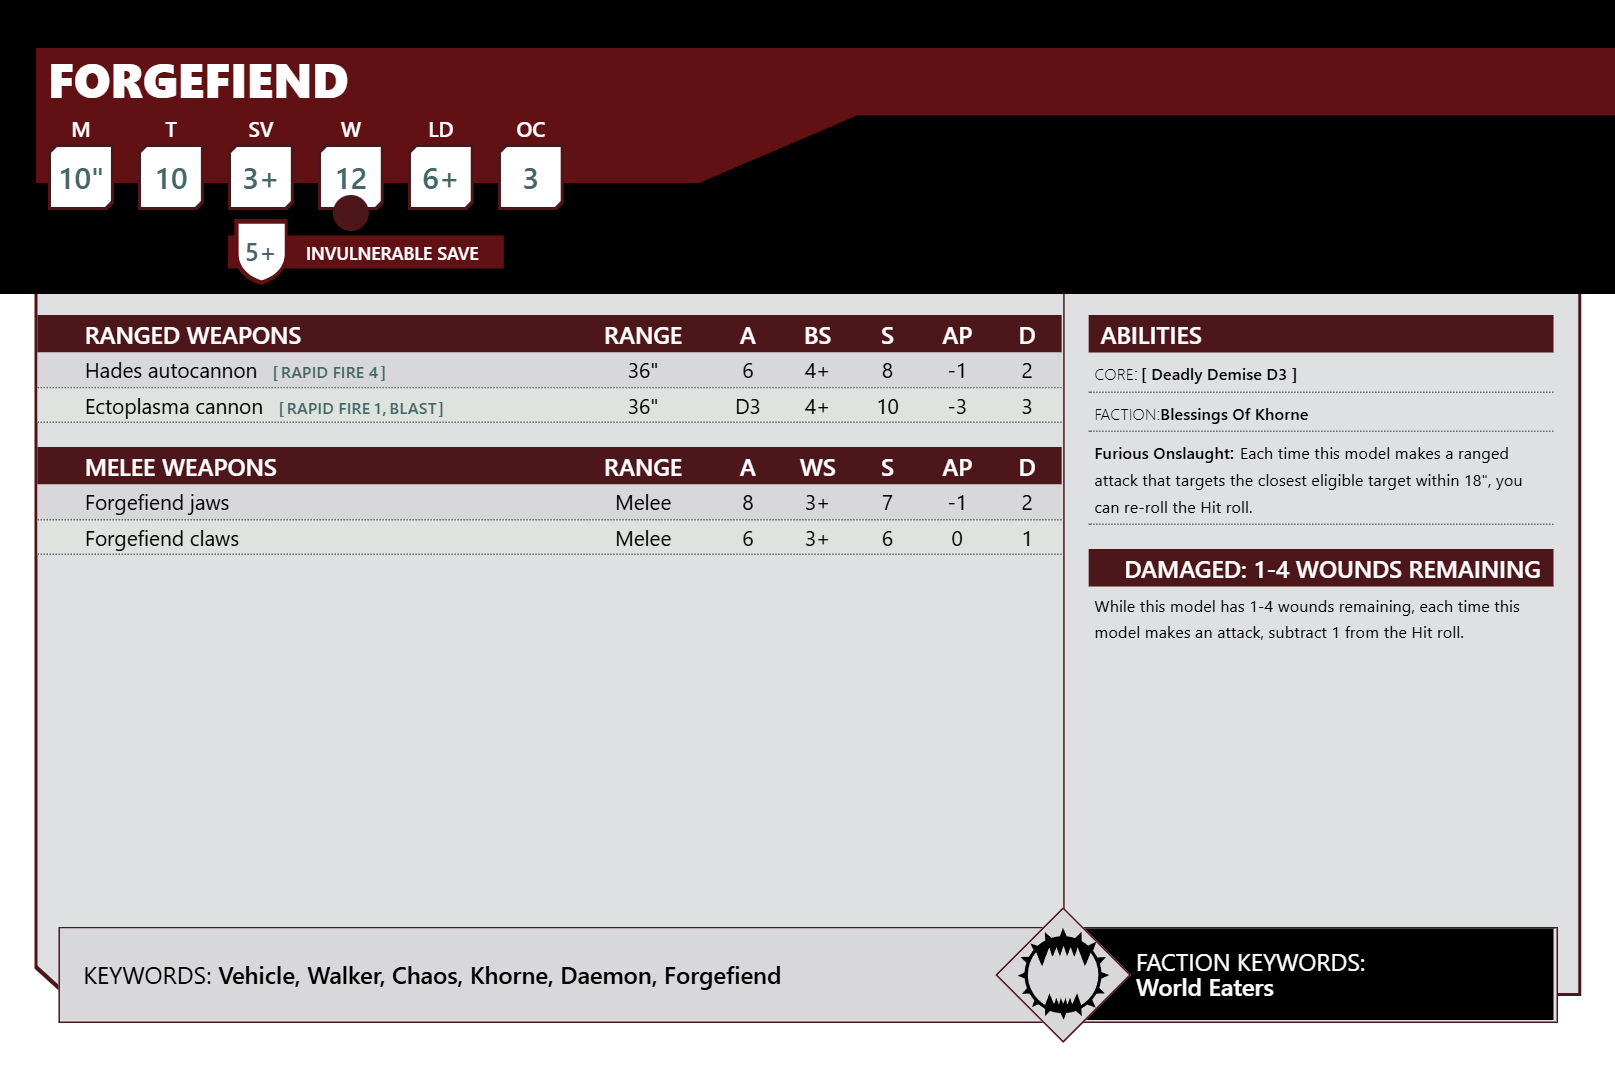 FORGEFIEND
M T SV W LD OC
10" 10 3+ 12 6+ 3
5+ INVULNERABLE SAVE
RANGED WEAPONS RANGE A BS S AP D
Hades autocannon [RAPID FIRE 4] 36" 6 4+ 8 -1 2
Ectoplasma cannon [RAPID FIRE 1, BLAST] 36" D3 4+ 10 -3 3
MELEE WEAPONS RANGE A WS S AP D
Forgefiend jaws Melee 8 3+ 7 -1 2
Forgefiend claws Melee 6 3+ 6 0 1
ABILITIES
CORE: [ Deadly Demise D3 ]
FACTION:Blessings Of Khorne
Furious Onslaught: Each time this model makes a ranged
attack that targets the closest eligible target within 18", you
can re-roll the Hit roll.
DAMAGED: 1-4 WOUNDS REMAINING
While this model has 1-4 wounds remaining, each time this
model makes an attack, subtract 1 from the Hit roll.
KEYWORDS: Vehicle, Walker, Chaos, Khorne, Daemon, Forgefiend
FACTION KEYWORDS:
World Eaters